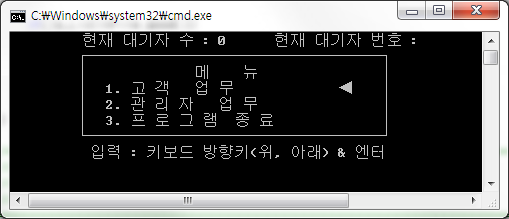 C:₩Windows₩system32₩cmd.exe
현재 대기자 수 : 0 현재 대기자 번호 :
메 뉴
1. 고 객 업 무 ◀
2. 관 리 자 업 무
3. 프 로 그 램 종 료
입력 : 키보드 방향키(위, 아래) & 엔터